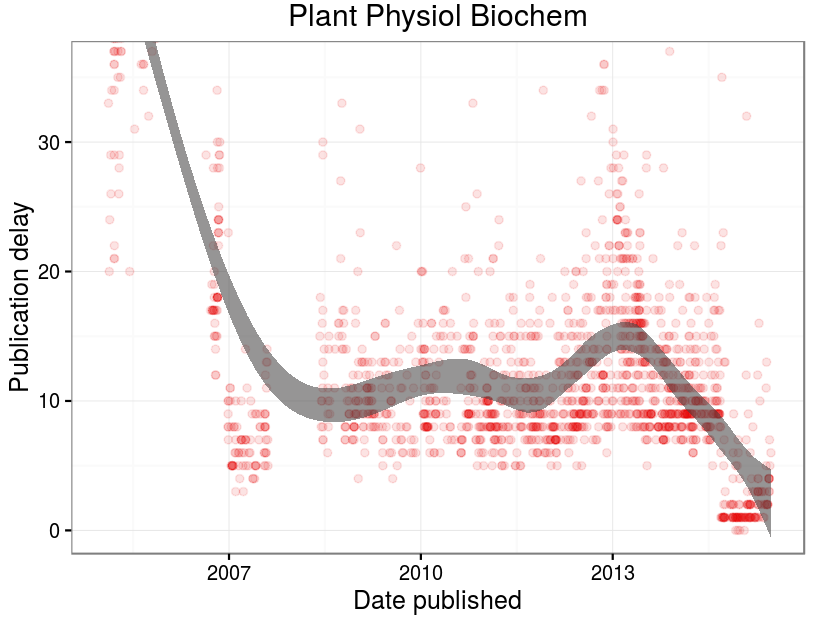 Plant Physiol Biochem
Publication delay
30
20
10
0
2007 2010 2013
Date published